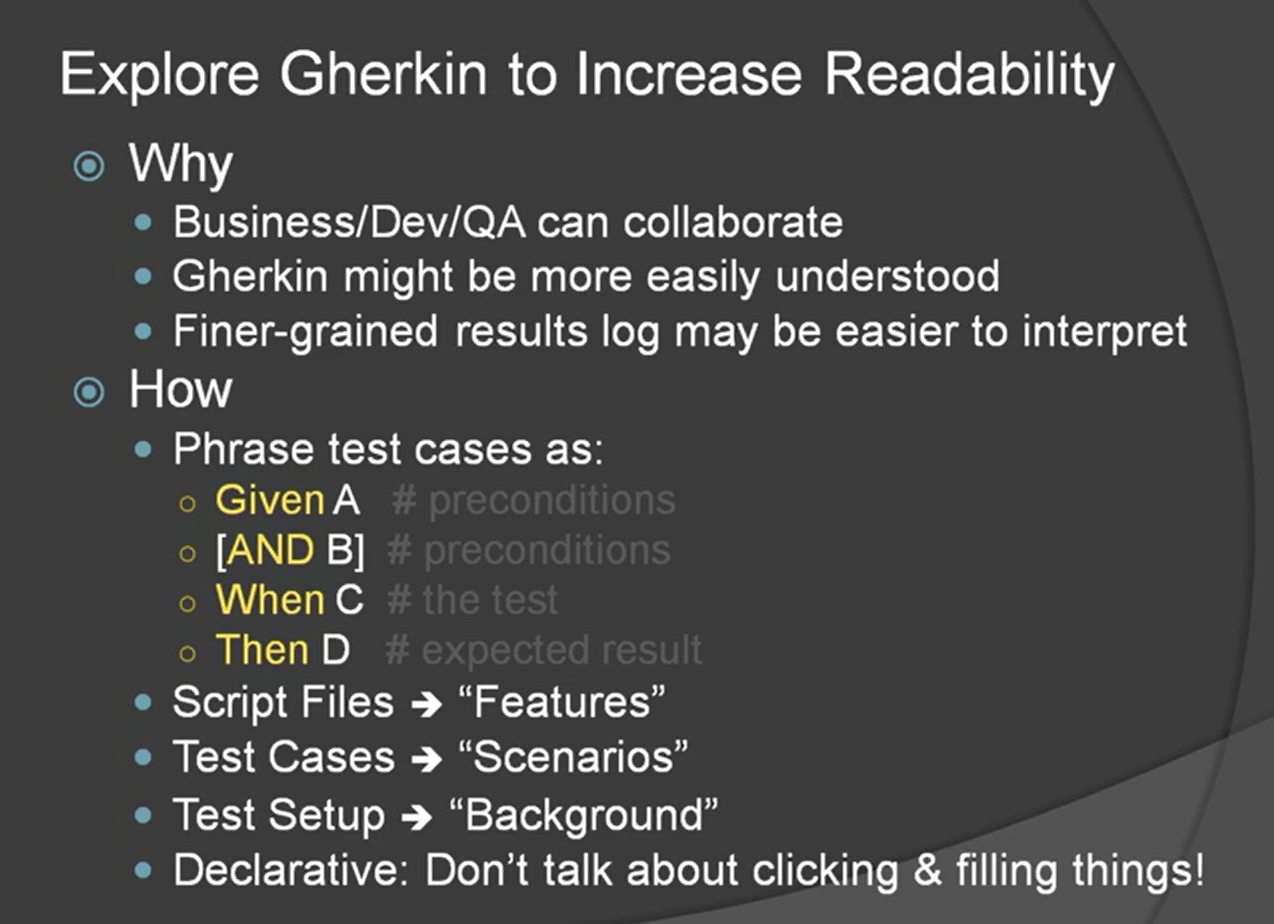 Explore Gherkin to Increase Readability
Why
Business/Dev/QA can collaborate
Gherkin might be more easily understood
Finer-grained results log may be easier to interpret
How
Phrase test cases as:
Given A # preconditions
[AND B] # preconditions
When C # the test
Then D # expected result
Script Files ➔ “Features”
Test Cases ➔ “Scenarios”
Test Setup ➔ “Background”
Declarative: Don’t talk about clicking & filling things!